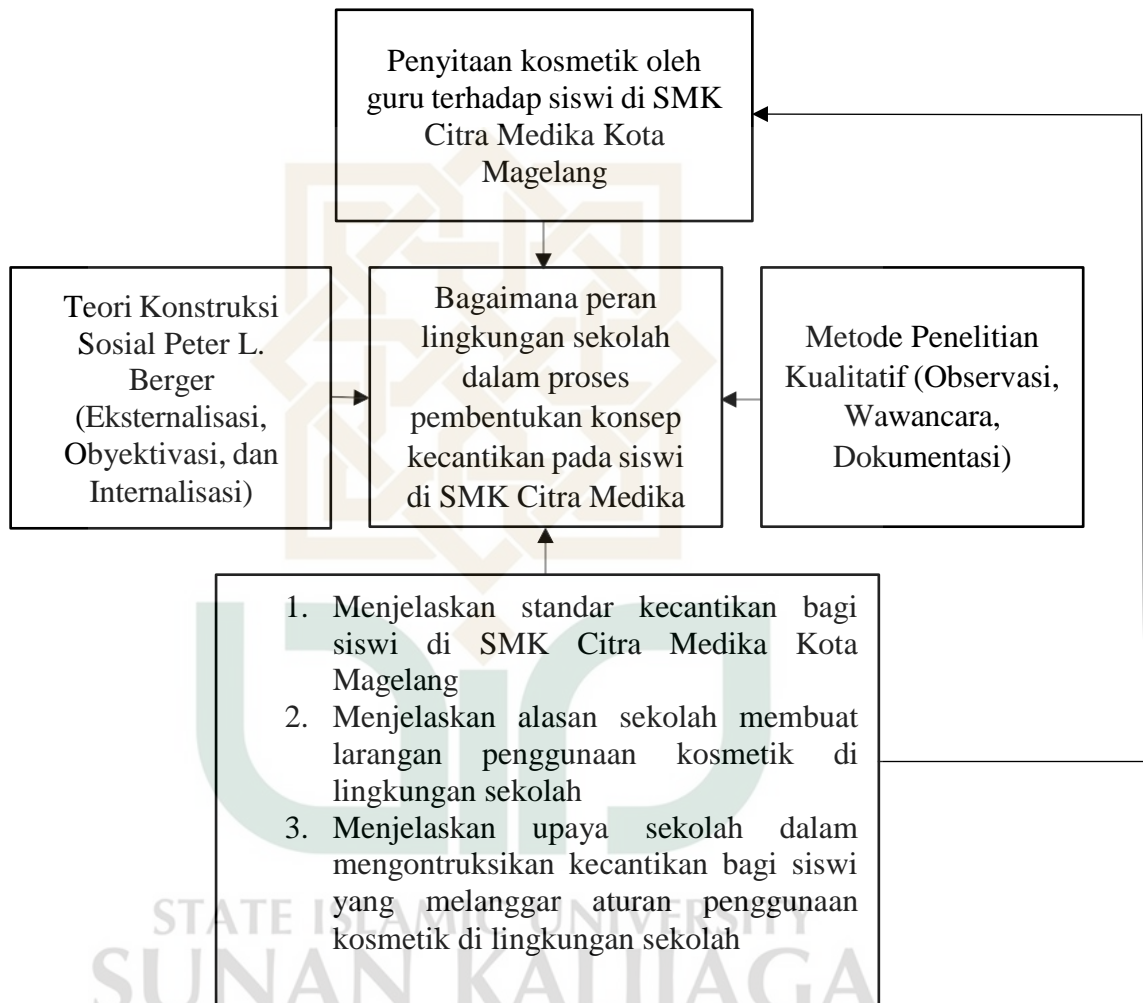 Penyitaan kosmetik oleh
guru terhadap siswi di SMK
Citra Medika Kota
Magelang
Teori Konstruksi
Sosial Peter L.
Berger
(Eksternalisasi,
Obyektivasi, dan
Internalisasi)
Bagaimana peran
lingkungan sekolah
dalam proses
pembentukan konsep
kecantikan pada siswi
di SMK Citra Medika
Metode Penelitian
Kualitatif (Observasi,
Wawancara,
Dokumentasi)
1. Menjelaskan standar kecantikan bagi
siswi di SMK Citra Medika Kota
Magelang
2. Menjelaskan alasan sekolah membuat
larangan penggunaan kosmetik di
lingkungan sekolah
3. Menjelaskan upaya sekolah dalam
mengontruksikan kecantikan bagi siswi
yang melanggar aturan penggunaan
kosmetik di lingkungan sekolah
STATE ISLAMIC UNIVERSITY
SUNAN KALIJAGA